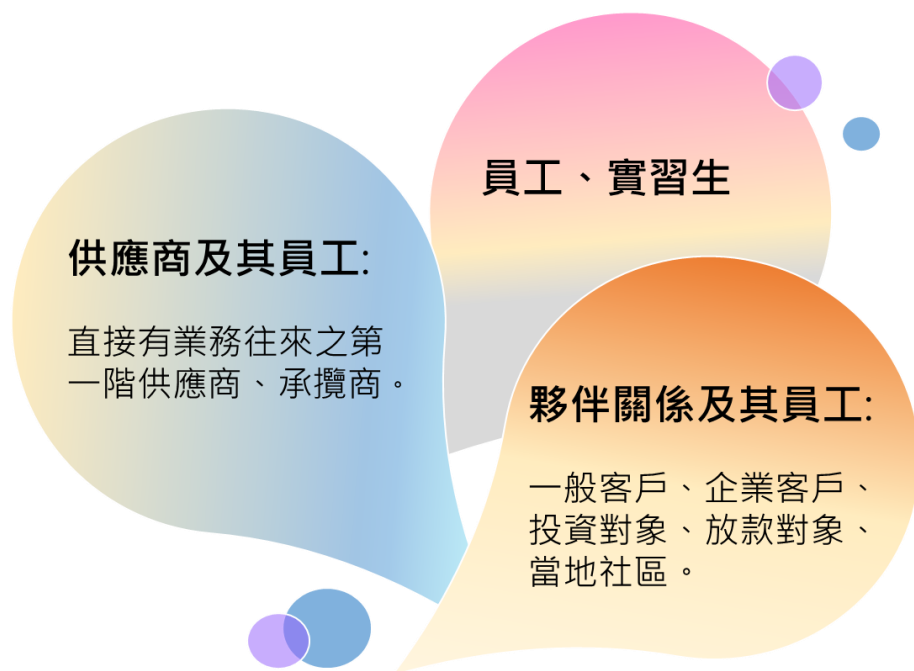 員工、實習生
供應商及其員工:
直接有業務往來之第
一階供應商、承攬商。
夥伴關係及其員工:
一般客戶、企業客戶、
投資對象、放款對象、
當地社區。